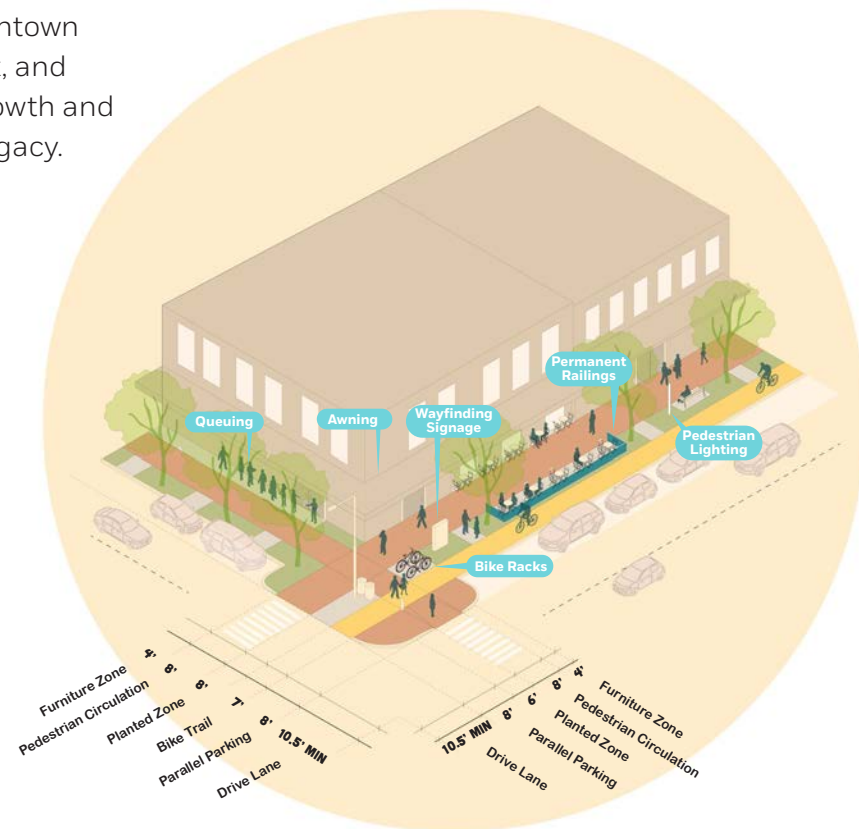 ntown
, and
owth and
gacy.
Permanent
Railings
Queuing
Awning
Wayfinding
Signage
Pedestrian
Lighting
Bike Racks
4'
8'
8'
7'
8'
10.5' MIN
Furniture Zone
Pedestrian Circulation
Planted Zone
Bike Trail
Parallel Parking
Drive Lane
10.5' MIN
8'
6'
8'
4'
Furniture Zone
Pedestrian Circulation
Planted Zone
Parallel Parking
Drive Lane